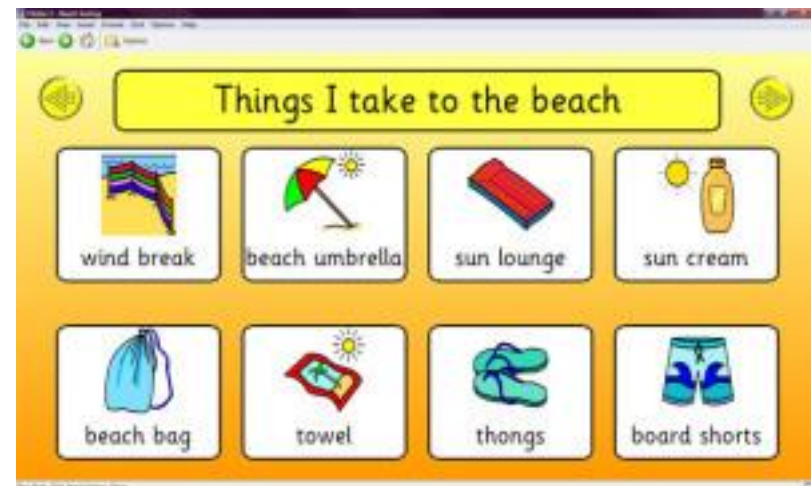 Things I take to the beach
wind break
beach umbrella
sun lounge
sun cream
beach bag
towel
thongs
board shorts